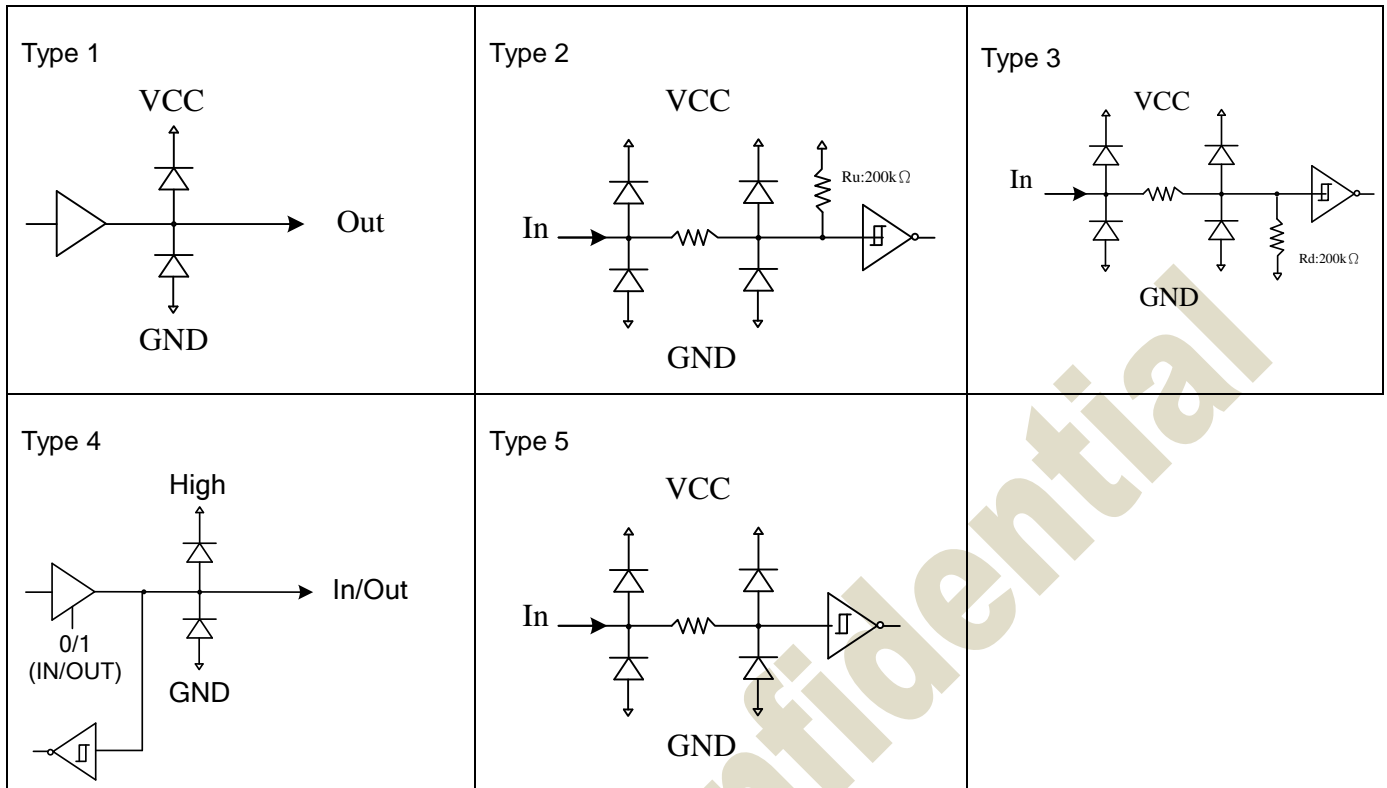 Type 1
VCC
Out
GND
Type 2
VCC
Ru:200kΩ
In
GND
Type 3
VCC
In
Rd:200kΩ
GND
Type 4
High
In/Out
0/1
(IN/OUT)
GND
Type 5
VCC
In
GND
nfidential